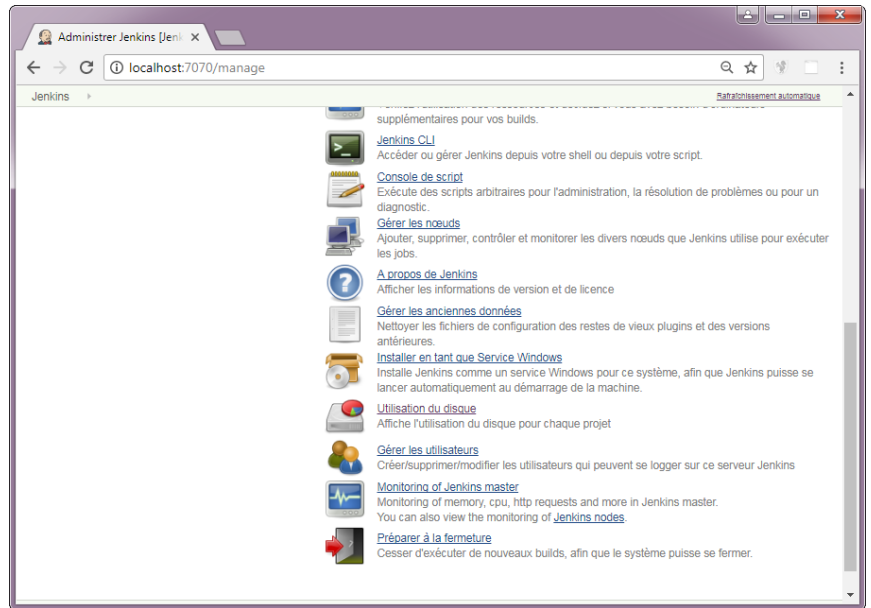 Administrer Jenkins [Jenk
localhost:7070/manage
Jenkins
Rafraîchissement automatique
supplémentaires pour vos builds.
Jenkins CLI
Accéder ou gérer Jenkins depuis votre shell ou depuis votre script.
Console de script
Exécute des scripts arbitraires pour l'administration, la résolution de problèmes ou pour un
diagnostic.
Gérer les nœuds
Ajouter, supprimer, contrôler et monitorer les divers nœuds que Jenkins utilise pour exécuter
les jobs.
A propos de Jenkins
Afficher les informations de version et de licence
Gérer les anciennes données
Nettoyer les fichiers de configuration des restes de vieux plugins et des versions
antérieures.
Installer en tant que Service Windows
Installe Jenkins comme un service Windows pour ce système, afin que Jenkins puisse se
lancer automatiquement au démarrage de la machine.
Utilisation du disque
Affiche l'utilisation du disque pour chaque projet
Gérer les utilisateurs
Créer/supprimer/modifier les utilisateurs qui peuvent se logger sur ce serveur Jenkins
Monitoring of Jenkins master
Monitoring of memory, cpu, http requests and more in Jenkins master.
You can also view the monitoring of Jenkins nodes.
Préparer à la fermeture
Cesser d'exécuter de nouveaux builds, afin que le système puisse se fermer.